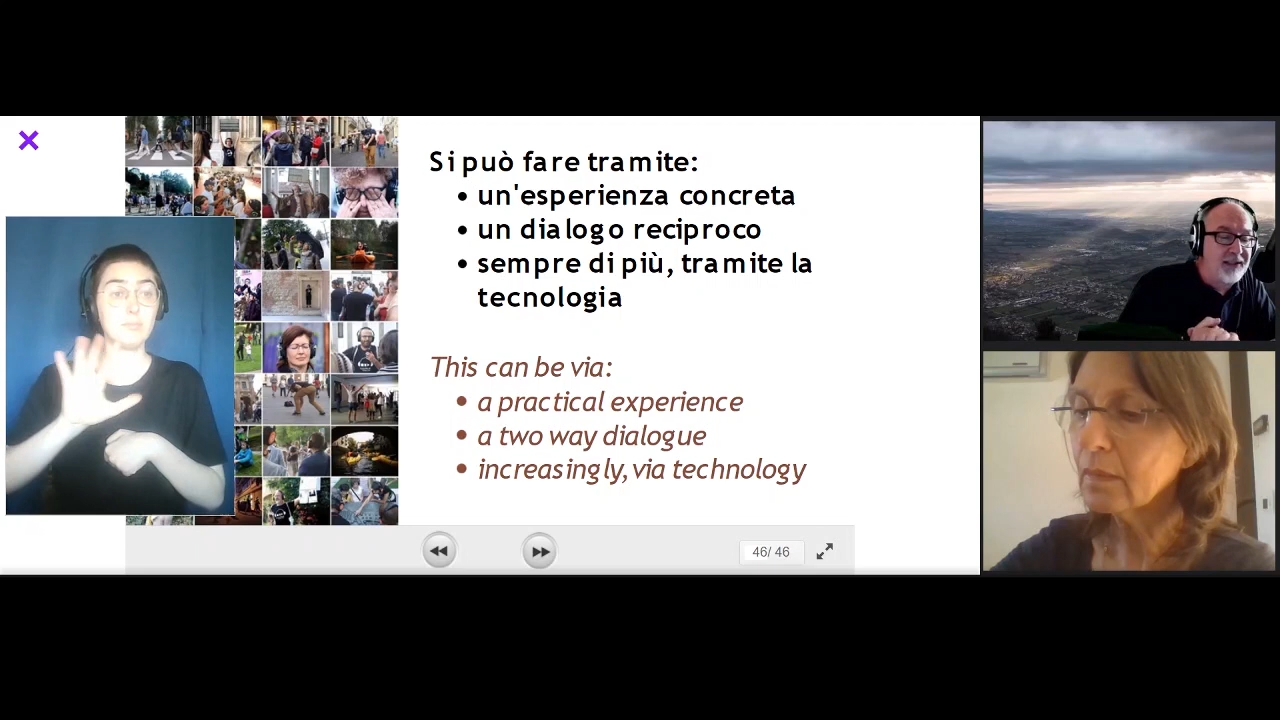 Si può fare tramite:
• un'esperienza concreta
• un dialogo reciproco
• sempre di più, tramite la
tecnologia
This can be via:
• a practical experience
• a two way dialogue
• increasingly, via technology
46/ 46